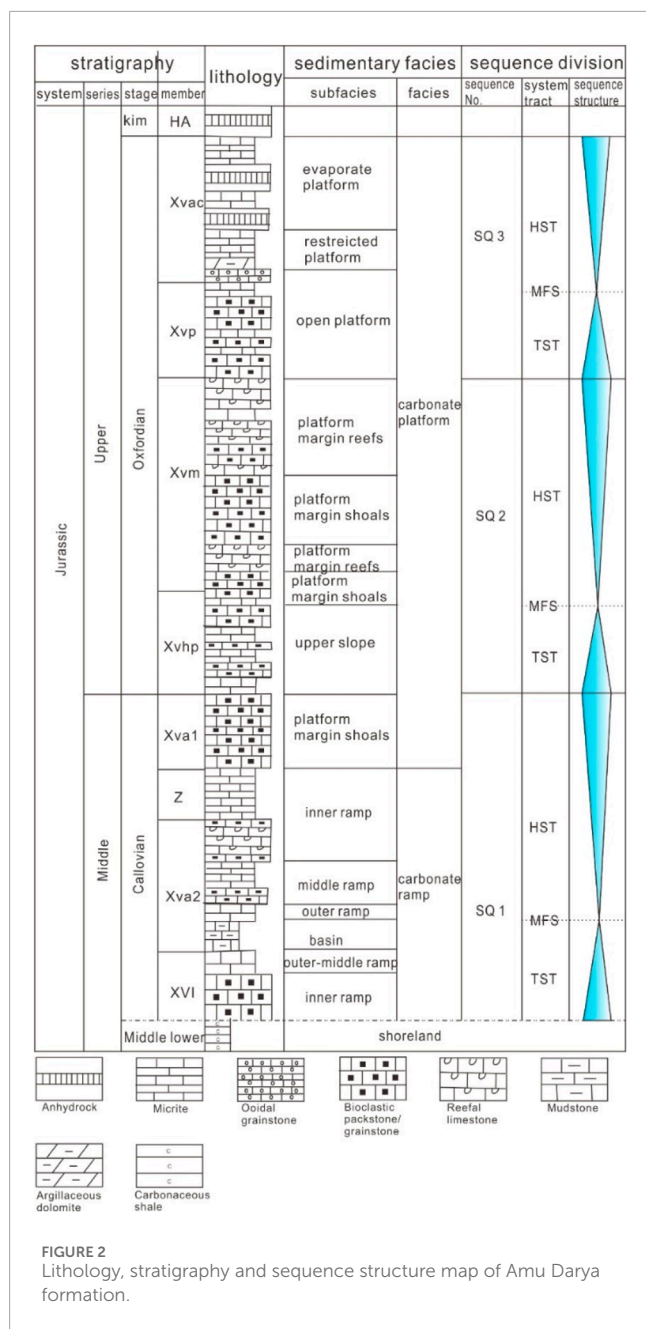 stratigraphy
lithology
sedimentary facies
sequence division
system
series
stage
member
subfacies
facies
sequence
No.
system
tract
sequence
structure
kim
HA
Jurassic
Upper
Oxfordian
Xvac
evaporate
platform
restreicted
platform
SQ 3
HST
MFS
TST
Xvp
open platform
carbonate
platform
Xvm
platform
margin reefs
platform
margin shoals
platform
margin reefs
platform
margin shoals
SQ 2
HST
MFS
TST
Xvhp
upper slope
Middle
Callovian
Xva1
platform
margin shoals
Z
inner ramp
Xva2
middle ramp
outer ramp
basin
carbonate
ramp
SQ 1
HST
MFS
TST
XVI
outer-middle ramp
inner ramp
Middle lower
c
c
c
c
shoreland
Anhydrock
Micrite
Ooidal
grainstone
Bioclastic
packstone/
grainstone
Reefal
limestone
Mudstone
Argillaceous
dolomite
c
c
c
Carbonaceous
shale
FIGURE 2
Lithology, stratigraphy and sequence structure map of Amu Darya
formation.